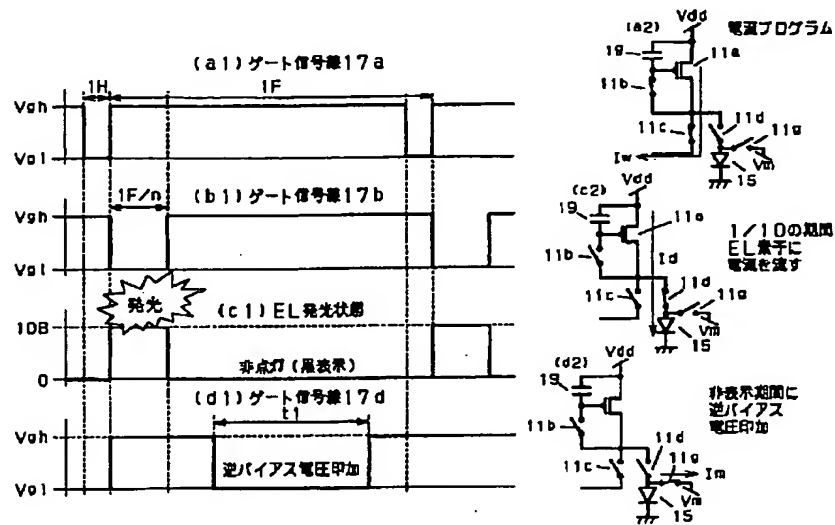 (a1)ゲート信号線17a
1H
1F
Vgh
Vgl
1F/n
(b1)ゲート信号線17b
Vgh
Vgl
発光
(c1)EL発光状態
10B
0
非点灯(黒表示)
(d1)ゲート信号線17d
t1
Vgh
Vgl
逆バイアス電圧印加
(a2)
Vdd
電流プログラム
19
11a
11b
11c
11d
11g
Iw
Vm
15
(c2)
Vdd
19
11a
11b
Id
11c
11d
11g
Vm
15
1/10の期間
EL素子に
電流を流す
(d2)
Vdd
19
11b
11c
11d
11g
Im
Vm
15
非表示期間に
逆バイアス
電圧印加